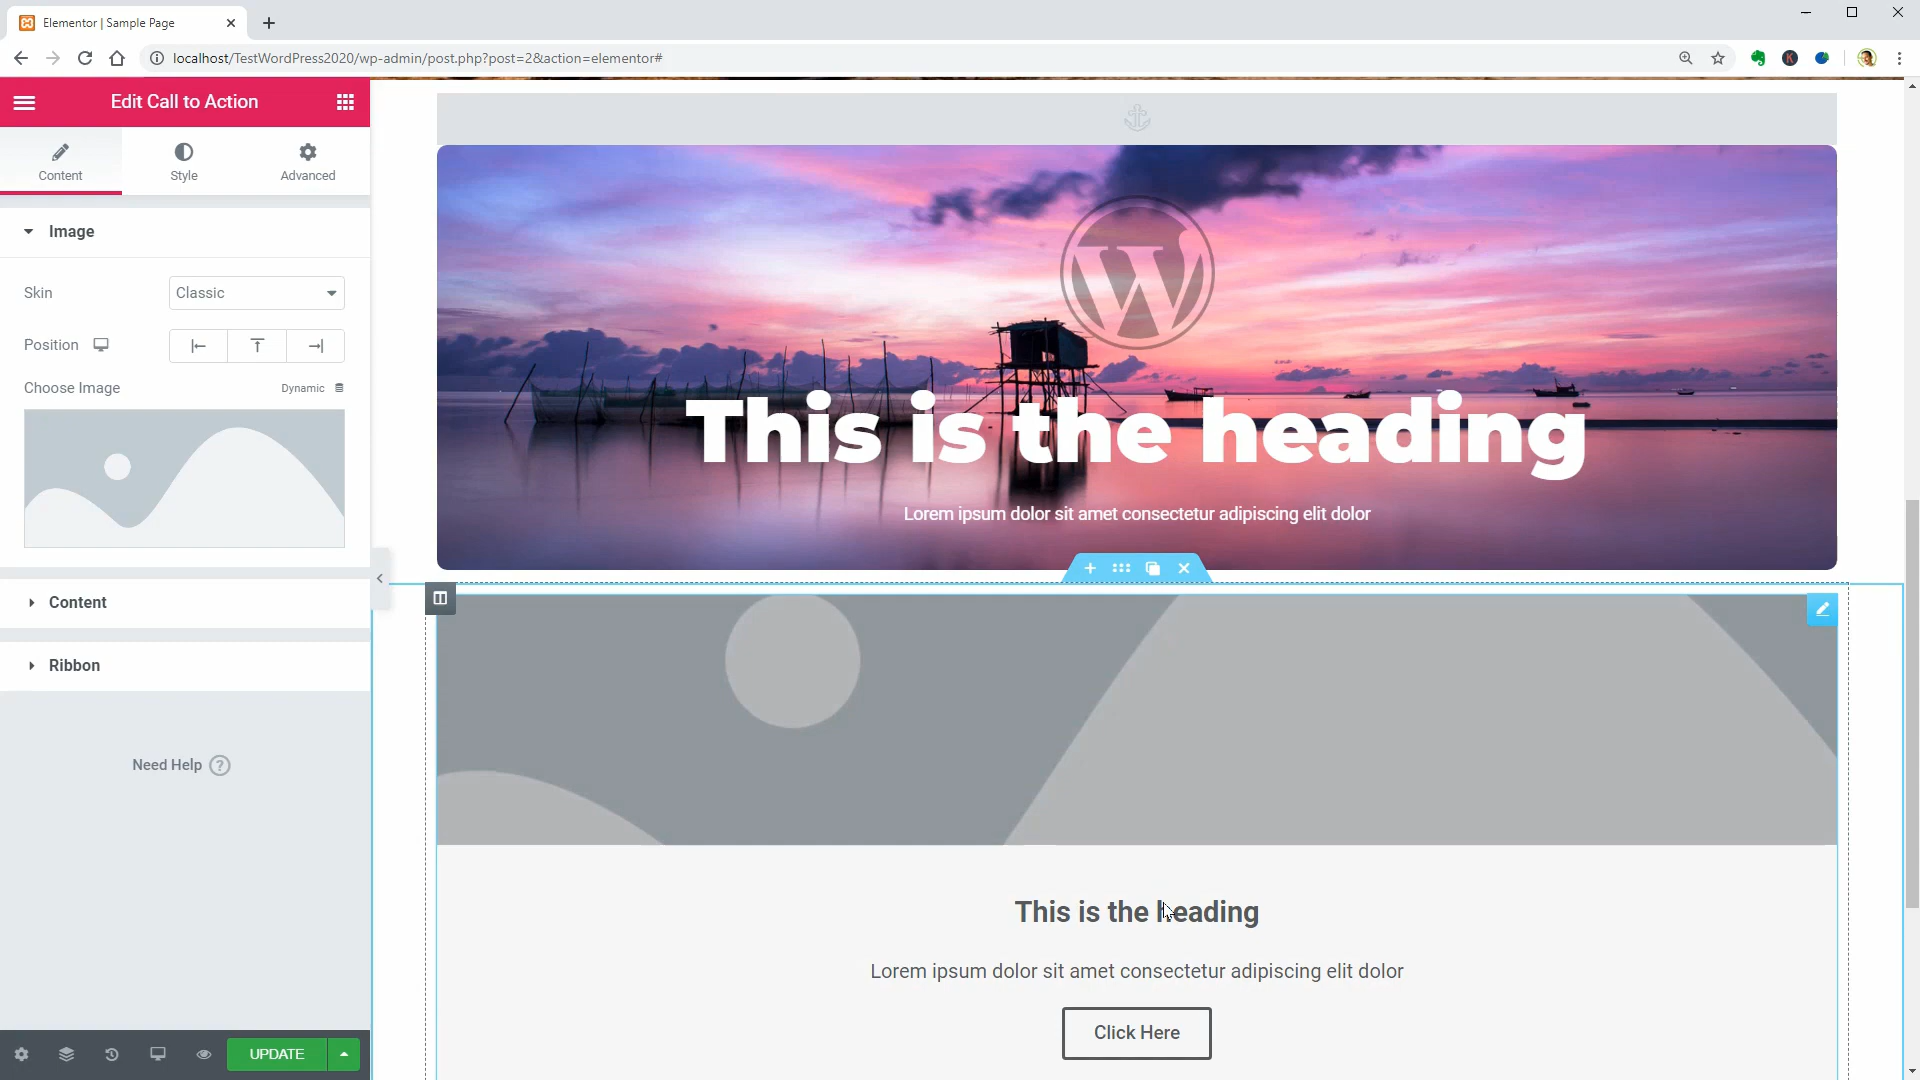 Elementor | Sample Page
localhost/TestWordPress2020/wp-admin/post.php?post=2&action=elementor#
Edit Call to Action
Content
Style
Advanced
Image
Skin
Classic
Position
Choose Image
Dynamic
Content
Ribbon
Need Help ?
UPDATE
This is the heading
Lorem ipsum dolor sit amet consectetur adipiscing elit dolor
This is the heading
Lorem ipsum dolor sit amet consectetur adipiscing elit dolor
Click Here